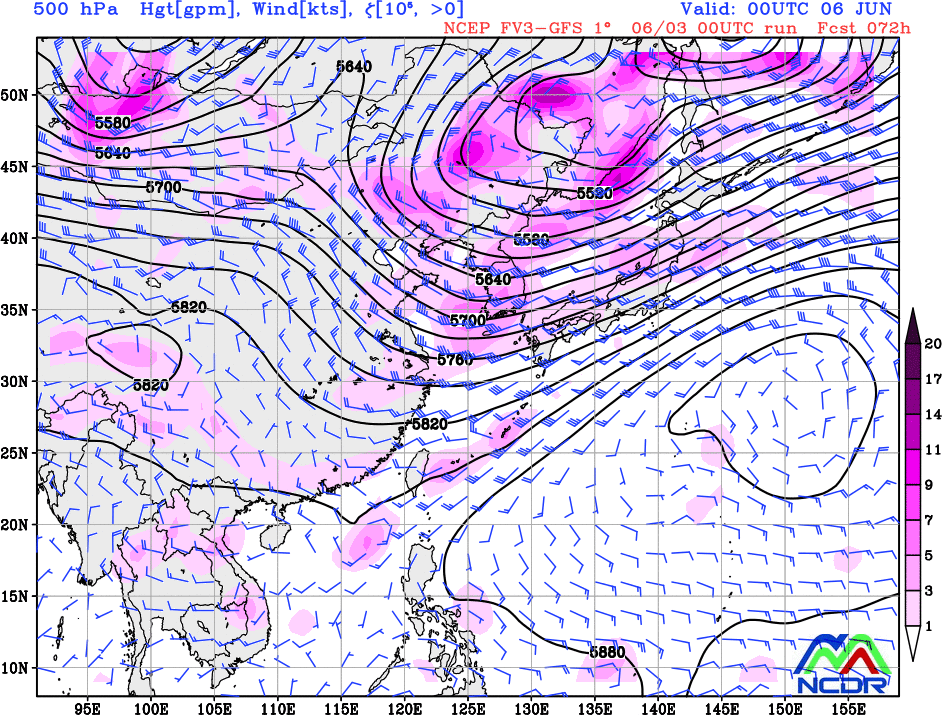 500 hPa Hgt[gpm], Wind[kts], ζ[10⁵, >0] Valid: 00UTC 06 JUN
NCEP FV3-GFS 1° 06/03 00UTC run Fcst 072h
5640
50N
5580
5640
45N
5700
5520
40N
5580
5640
35N
5820
5700
20
5760
30N
5820
17
14
5820
25N
11
9
20N
7
5
15N
3
1
5880
10N
NCDR
95E 100E 105E 110E 115E 120E 125E 130E 135E 140E 145E 150E 155E